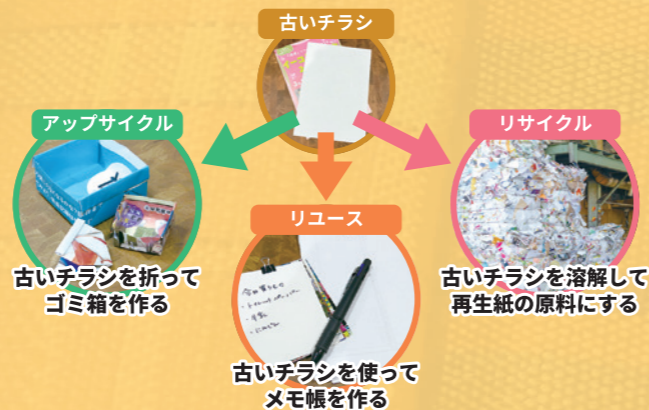 古いチラシ
アップサイクル
リサイクル
古いチラシを折って
ゴミ箱を作る
リユース
古いチラシを溶解して
再生紙の原料にする
古いチラシを使って
メモ帳を作る